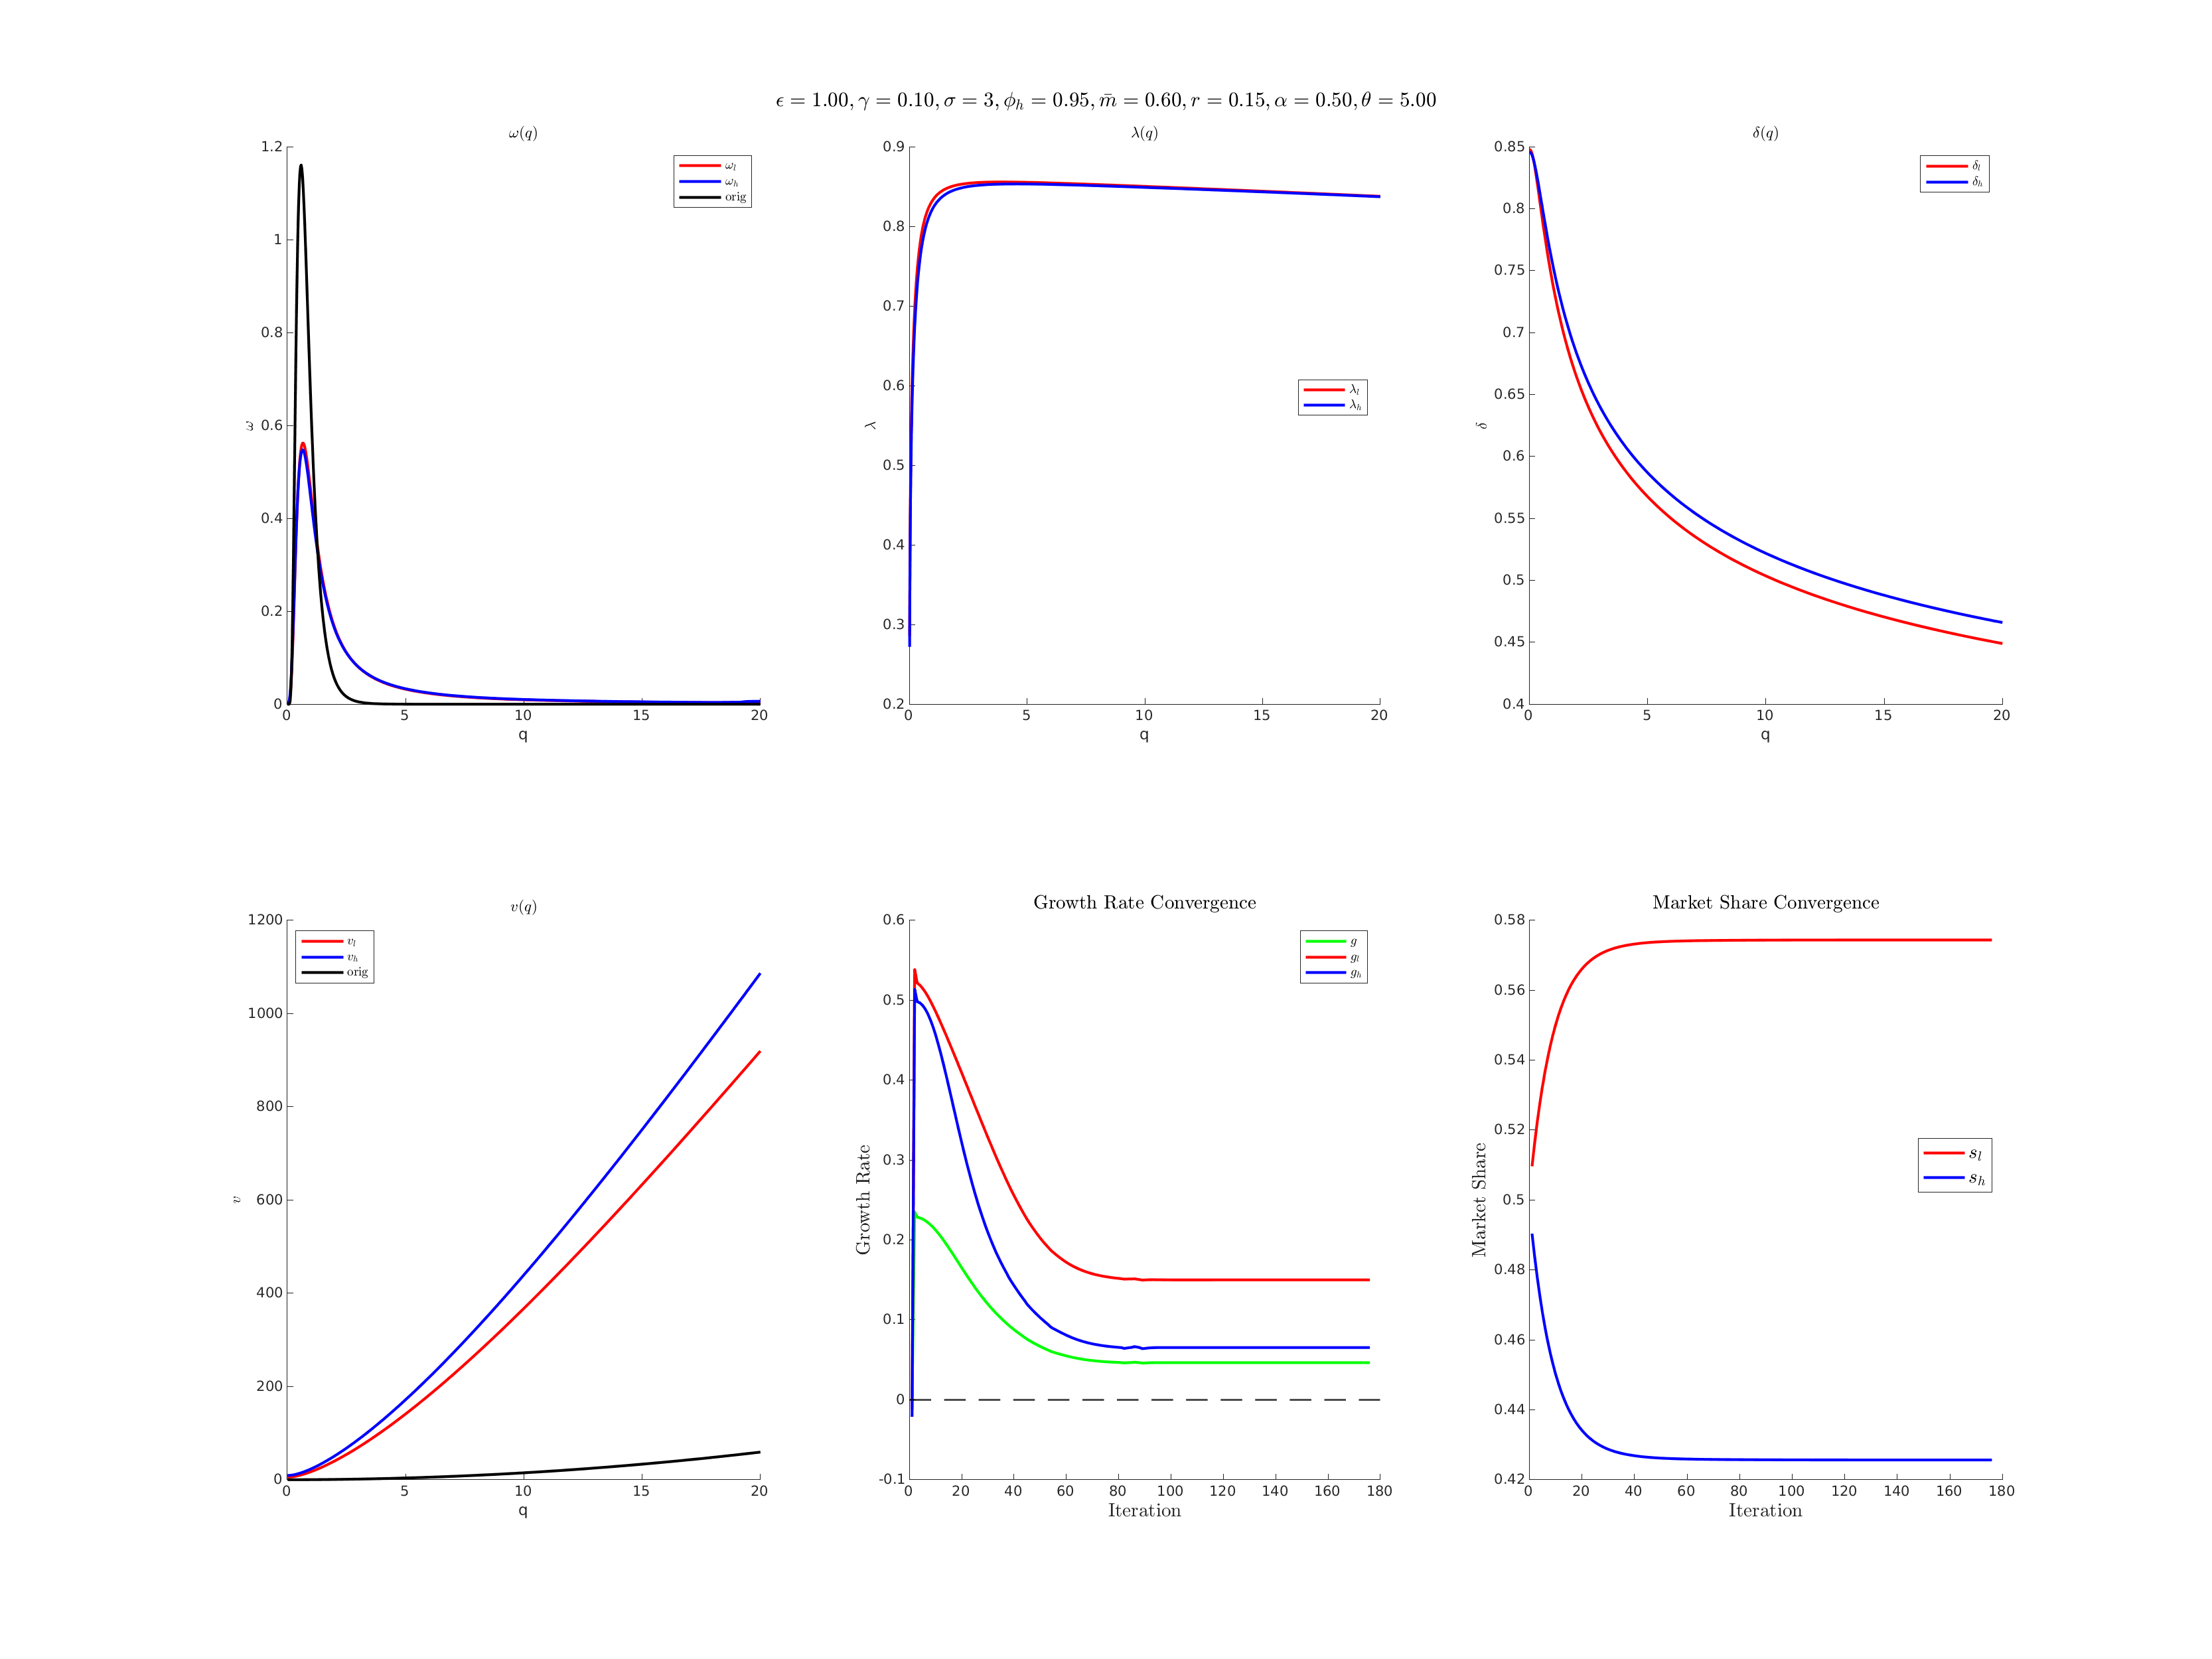 ϵ = 1.00, γ = 0.10, σ = 3, ϕ_h = 0.95, m̄ = 0.60, r = 0.15, α = 0.50, θ = 5.00
ω(q)
1.2
1
0.8
0.6
0.4
0.2
0
ω
0 5 10 15 20
q
ω_l
ω_h
orig
λ(q)
0.9
0.8
0.7
0.6
0.5
0.4
0.3
0.2
λ
0 5 10 15 20
q
λ_l
λ_h
δ(q)
0.85
0.8
0.75
0.7
0.65
0.6
0.55
0.5
0.45
0.4
δ
0 5 10 15 20
q
δ_l
δ_h
v(q)
1200
1000
800
600
400
200
0
v
0 5 10 15 20
q
v_l
v_h
orig
Growth Rate Convergence
0.6
0.5
0.4
0.3
0.2
0.1
0
-0.1
Growth Rate
0 20 40 60 80 100 120 140 160 180
Iteration
g
g_l
g_h
Market Share Convergence
0.58
0.56
0.54
0.52
0.5
0.48
0.46
0.44
0.42
Market Share
0 20 40 60 80 100 120 140 160 180
Iteration
s_l
s_h